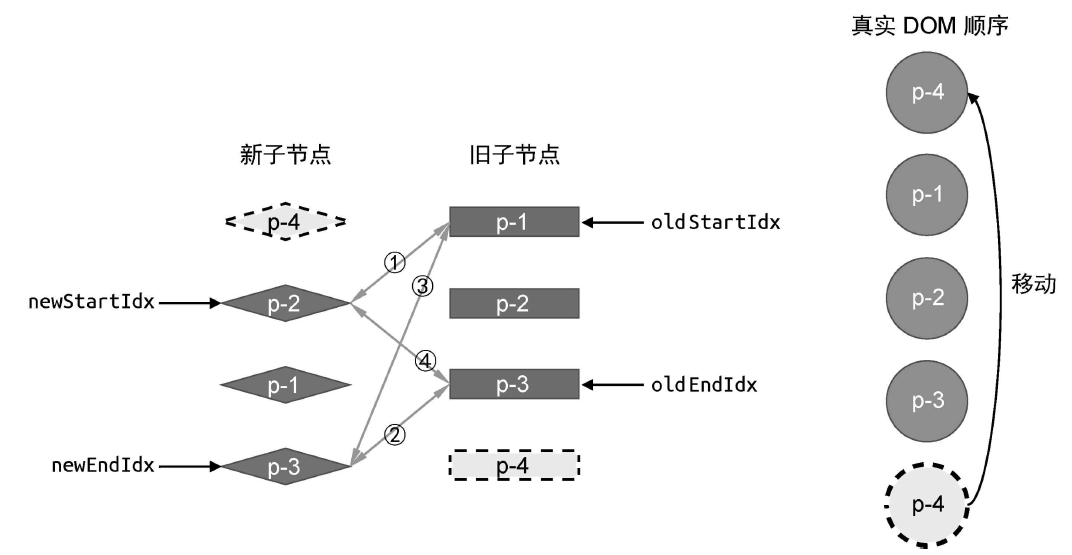 真实 DOM 顺序
p-4
p-1
p-2
p-3
p-4
移动
新子节点
旧子节点
p-4
p-1
oldStartIdx
①
③
newStartIdx
p-2
p-2
④
p-1
p-3
oldEndIdx
②
newEndIdx
p-3
p-4